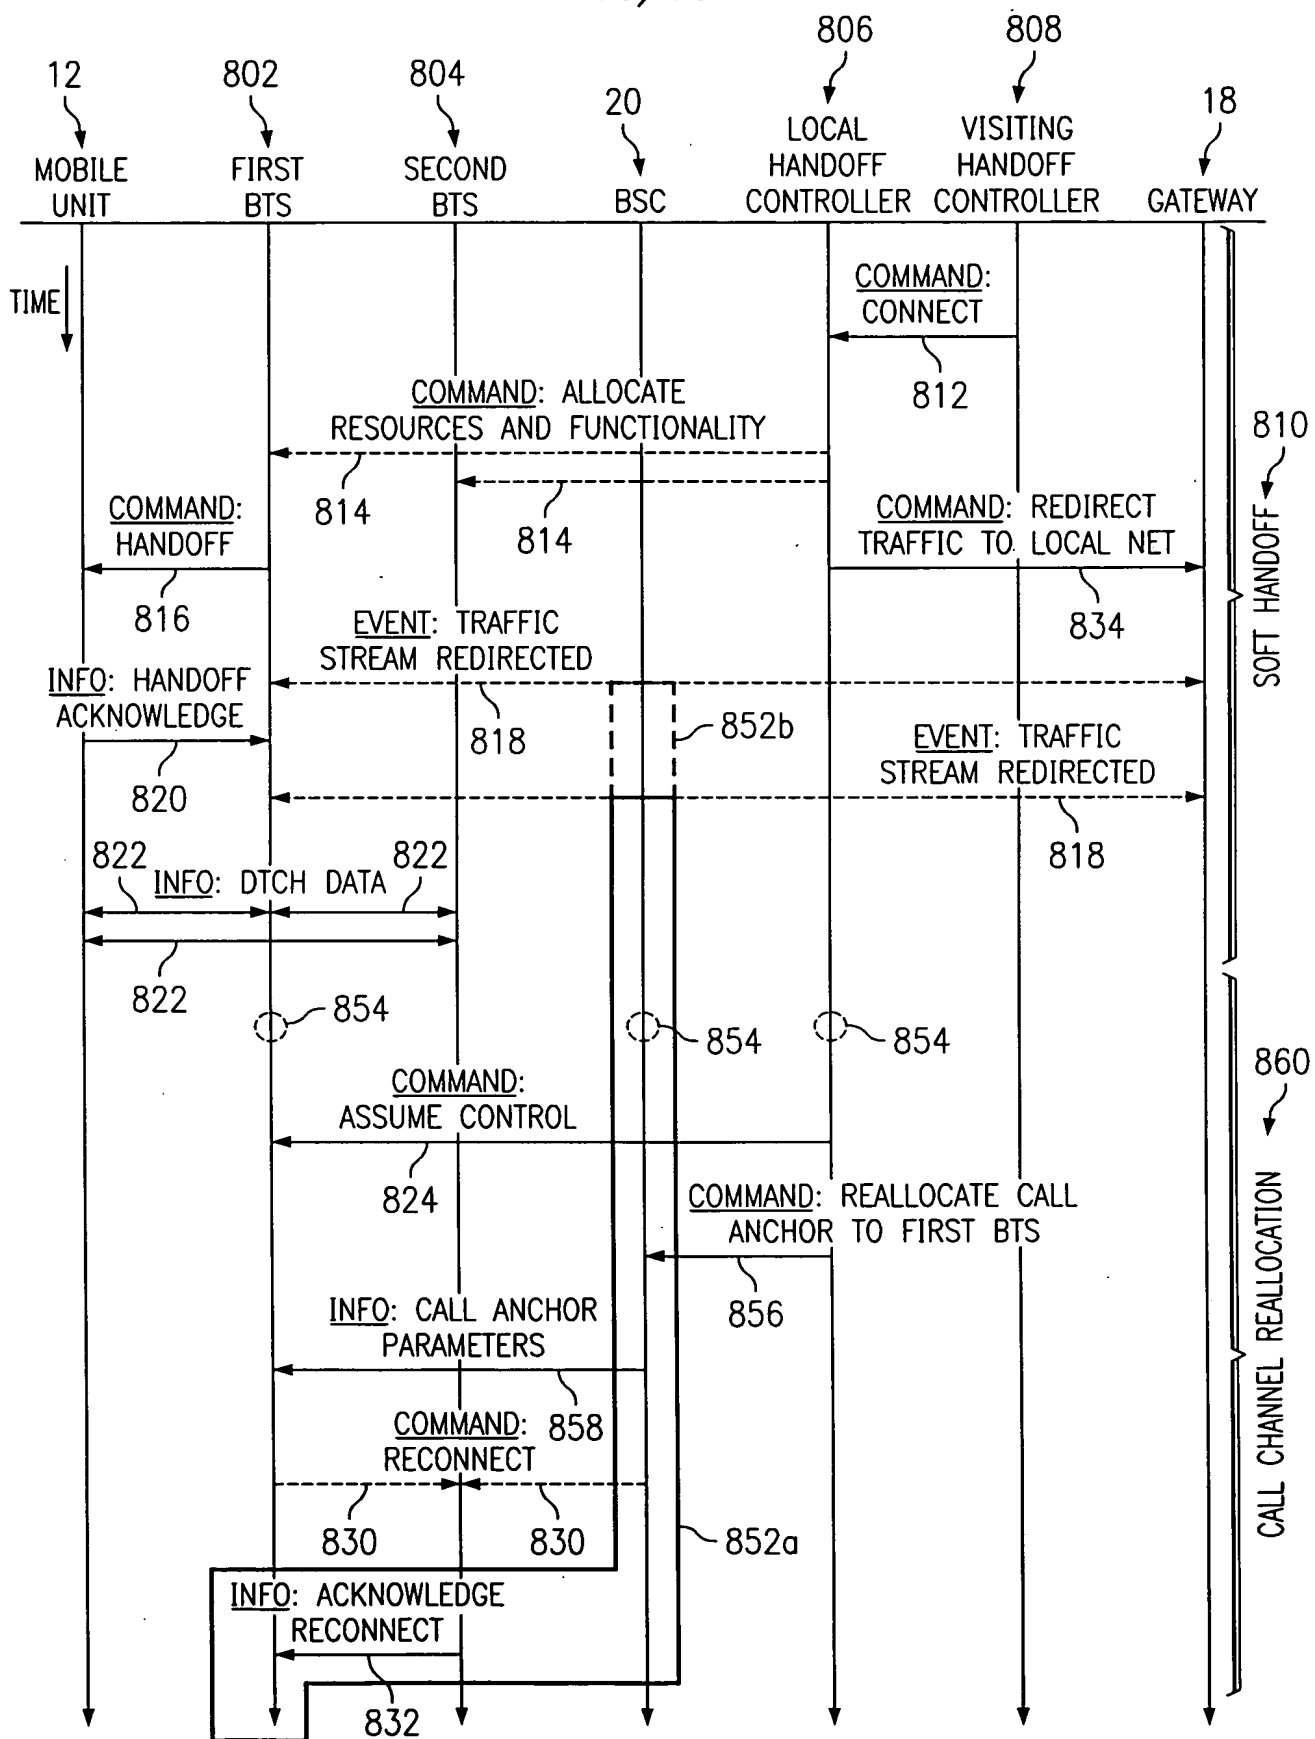 806
808
12
802
804
20
18
MOBILE
UNIT
FIRST
BTS
SECOND
BTS
BSC
LOCAL
HANDOFF
CONTROLLER
VISITING
HANDOFF
CONTROLLER
GATEWAY
TIME
COMMAND:
CONNECT
812
COMMAND: ALLOCATE
RESOURCES AND FUNCTIONALITY
814
814
810
SOFT HANDOFF
COMMAND:
HANDOFF
816
COMMAND: REDIRECT
TRAFFIC TO LOCAL NET
834
EVENT: TRAFFIC
STREAM REDIRECTED
818
INFO: HANDOFF
ACKNOWLEDGE
820
852b
EVENT: TRAFFIC
STREAM REDIRECTED
818
822
INFO: DTCH DATA
822
822
854
854
854
860
CALL CHANNEL REALLOCATION
COMMAND:
ASSUME CONTROL
824
COMMAND: REALLOCATE CALL
ANCHOR TO FIRST BTS
856
INFO: CALL ANCHOR
PARAMETERS
858
COMMAND:
RECONNECT
830
830
852a
INFO: ACKNOWLEDGE
RECONNECT
832